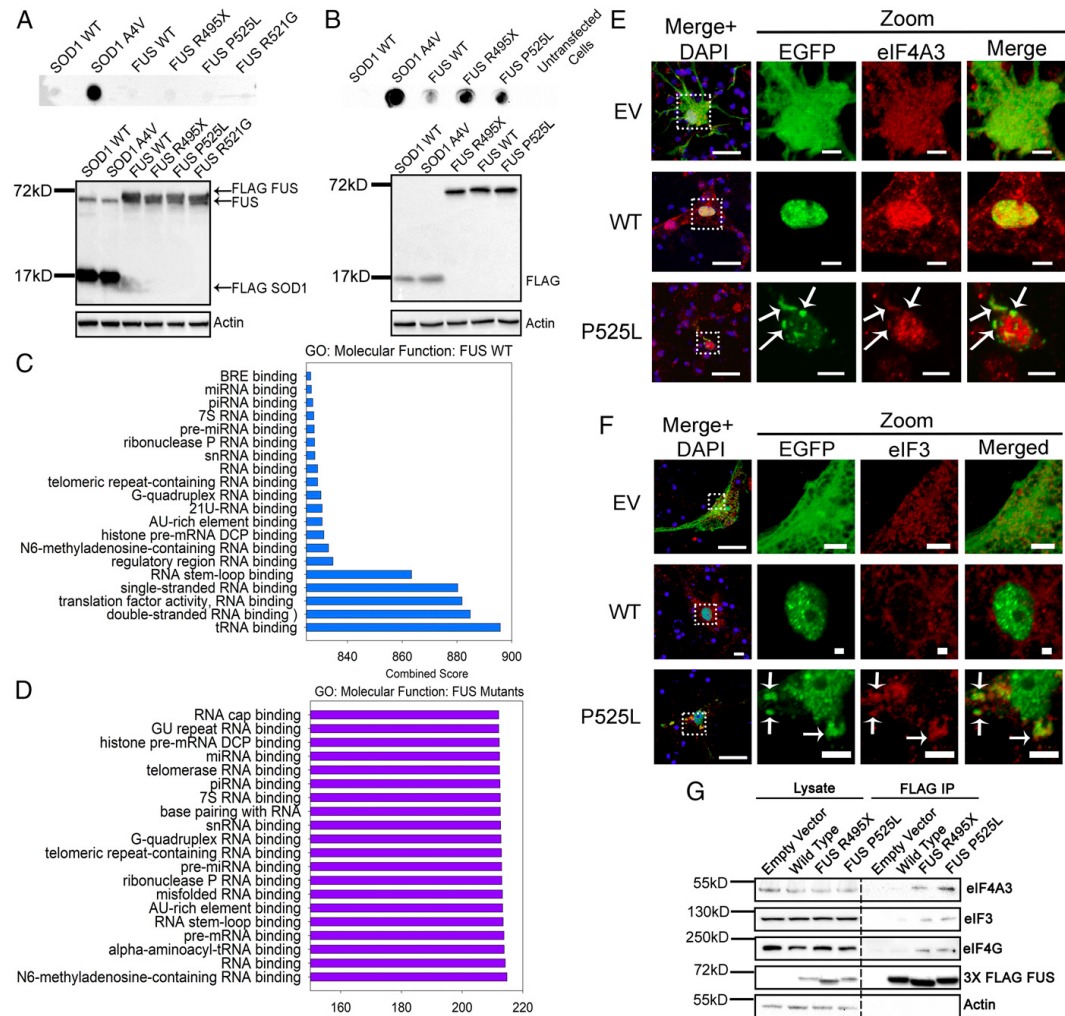 A
SOD1 WT
SOD1 A4V
FUS WT
FUS R495X
FUS P525L
FUS R521G
SOD1 WT
SOD1 A4V
FUS WT
FUS R495X
FUS P525L
FUS R521G
72kD
FLAG FUS
FUS
17kD
FLAG SOD1
Actin
B
SOD1 WT
SOD1 A4V
FUS WT
FUS R495X
FUS P525L
Untransfected
Cells
SOD1 WT
SOD1 A4V
FUS R495X
FUS WT
FUS P525L
72kD
17kD
FLAG
Actin
C
GO: Molecular Function: FUS WT
BRE binding
miRNA binding
piRNA binding
7S RNA binding
pre-miRNA binding
ribonuclease P RNA binding
snRNA binding
RNA binding
telomeric repeat-containing RNA binding
G-quadruplex RNA binding
21U-RNA binding
AU-rich element binding
histone pre-mRNA DCP binding
N6-methyladenosine-containing RNA binding
regulatory region RNA binding
RNA stem-loop binding
single-stranded RNA binding
translation factor activity, RNA binding
double-stranded RNA binding )
tRNA binding
840 860 880 900
Combined Score
D
GO: Molecular Function: FUS Mutants
RNA cap binding
GU repeat RNA binding
histone pre-mRNA DCP binding
miRNA binding
telomerase RNA binding
piRNA binding
7S RNA binding
base pairing with RNA
snRNA binding
G-quadruplex RNA binding
telomeric repeat-containing RNA binding
pre-miRNA binding
ribonuclease P RNA binding
misfolded RNA binding
AU-rich element binding
RNA stem-loop binding
pre-mRNA binding
alpha-aminoacyl-tRNA binding
RNA binding
N6-methyladenosine-containing RNA binding
160 180 200 220
E
Merge+
DAPI
Zoom
EGFP eIF4A3 Merge
EV
WT
P525L
F
Merge+
DAPI
Zoom
EGFP eIF3 Merged
EV
WT
P525L
G
Lysate FLAG IP
Empty Vector
Wild Type
FUS R495X
FUS P525L
Empty Vector
Wild Type
FUS R495X
FUS P525L
55kD eIF4A3
130kD eIF3
250kD eIF4G
72kD 3X FLAG FUS
55kD Actin